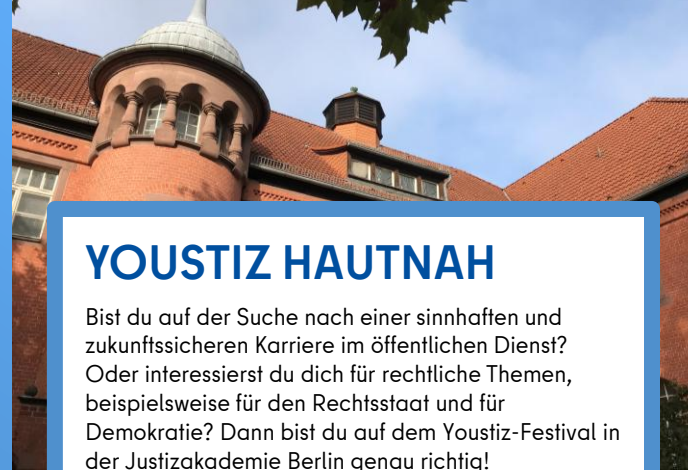 YOUSTIZ HAUTNAH
Bist du auf der Suche nach einer sinnhaften und
zukunftssicheren Karriere im öffentlichen Dienst?
Oder interessierst du dich für rechtliche Themen,
beispielsweise für den Rechtsstaat und für
Demokratie? Dann bist du auf dem Youstiz-Festival in
der Justizakademie Berlin genau richtig!